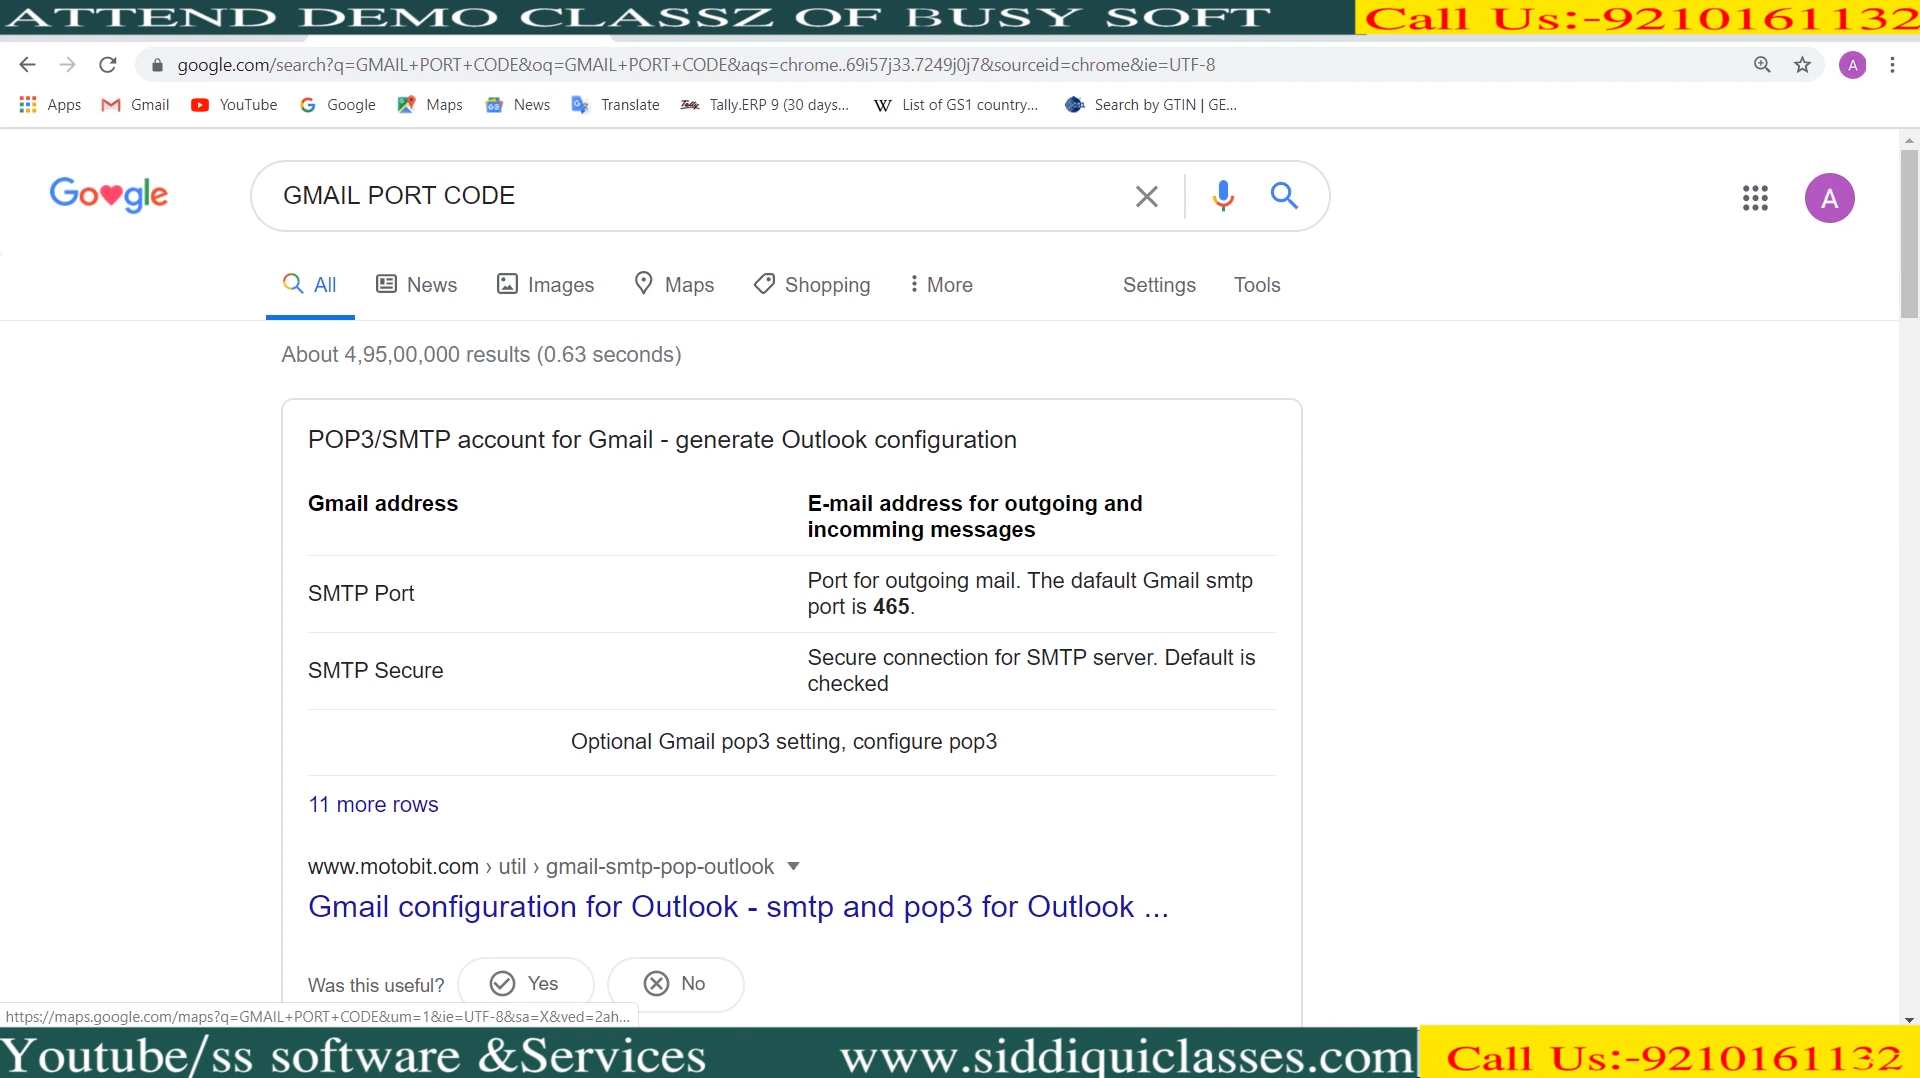 ATTEND DEMO CLASSZ OF BUSY SOFT
Call Us:-9210161132
google.com/search?q=GMAIL+PORT+CODE&oq=GMAIL+PORT+CODE&aqs=chrome..69i57j33.7249j0j7&sourceid=chrome&ie=UTF-8
A
Apps Gmail YouTube Google Maps News Translate Tally.ERP 9 (30 days... W List of GS1 country... Search by GTIN | GE...
Google
GMAIL PORT CODE
A
All News Images Maps Shopping More Settings Tools
About 4,95,00,000 results (0.63 seconds)
POP3/SMTP account for Gmail - generate Outlook configuration
Gmail address
E-mail address for outgoing and
incomming messages
SMTP Port
Port for outgoing mail. The dafault Gmail smtp
port is 465.
SMTP Secure
Secure connection for SMTP server. Default is
checked
Optional Gmail pop3 setting, configure pop3
11 more rows
www.motobit.com › util › gmail-smtp-pop-outlook
Gmail configuration for Outlook - smtp and pop3 for Outlook ...
Was this useful? Yes No
https://maps.google.com/maps?q=GMAIL+PORT+CODE&um=1&ie=UTF-8&sa=X&ved=2ah...
Youtube/ss software &Services
www.siddiquiclasses.com
Call Us:-9210161132